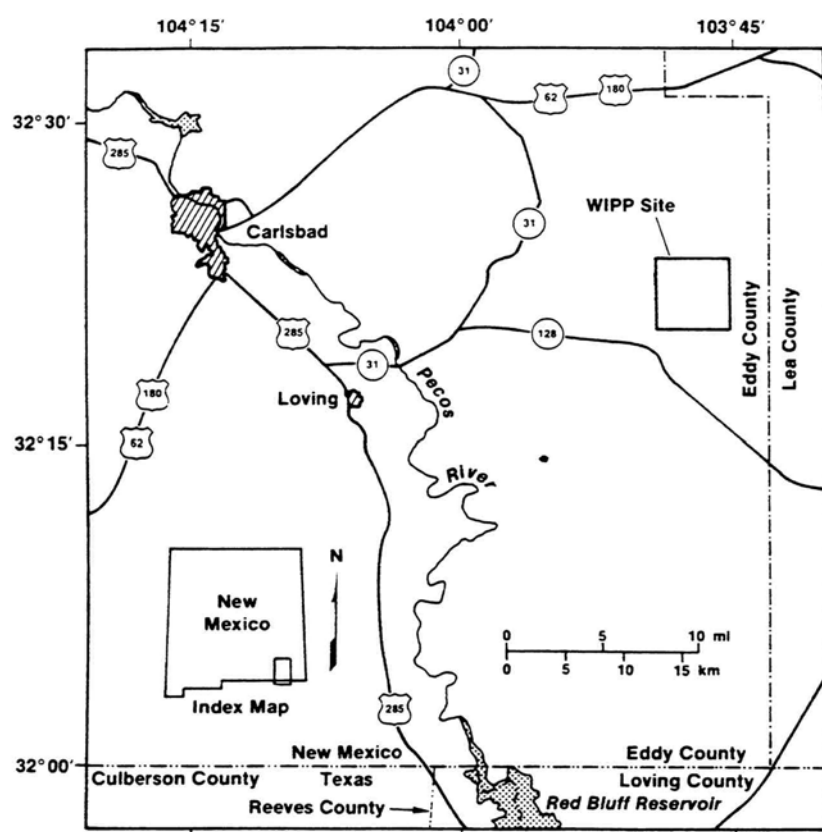 104°15′ 104°00′ 103°45′
31
62 180
32°30′
285
WIPP Site
31
Carlsbad
285
128
Eddy County
Lea County
31
Pecos
180
Loving
62
32°15′
River
N
New
Mexico
0 5 10 mi
0 5 10 15 km
Index Map
285
32°00′
New Mexico Eddy County
Culberson County Texas Loving County
Reeves County Red Bluff Reservoir